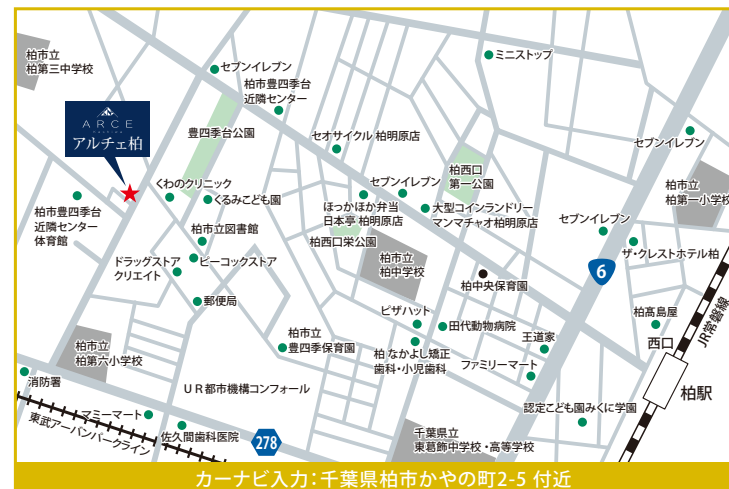 柏市立
柏第三中学校
セブンイレブン
ミニストップ
柏市豊四季台
近隣センター
ARCE
アルチェ柏
豊四季台公園
セオサイクル 柏明原店
セブンイレブン
くわのクリニック
くるみこども園
セブンイレブン
柏西口
第一公園
柏市立
柏第一小学校
柏市豊四季台
近隣センター
体育館
ほっかほか弁当
日本亭 柏明原店
大型コインランドリー
マンマチャオ柏明原店
セブンイレブン
柏市立図書館
柏西口栄公園
ドラッグストア
クリエイト
ピーコックストア
柏市立
柏中学校
ザ・クレストホテル柏
6
柏中央保育園
郵便局
柏髙島屋
JR常磐線
ピザハット
田代動物病院
西口
柏市立
豊四季保育園
王道家
柏市立
柏第六小学校
柏 なかよし矯正
歯科・小児歯科
ファミリーマート
柏駅
消防署
UR都市機構コンフォール
マミーマート
認定こども園みくに学園
東武アーバンパークライン
佐久間歯科医院
278
千葉県立
東葛飾中学校・高等学校
カーナビ入力:千葉県柏市かやの町2-5 付近